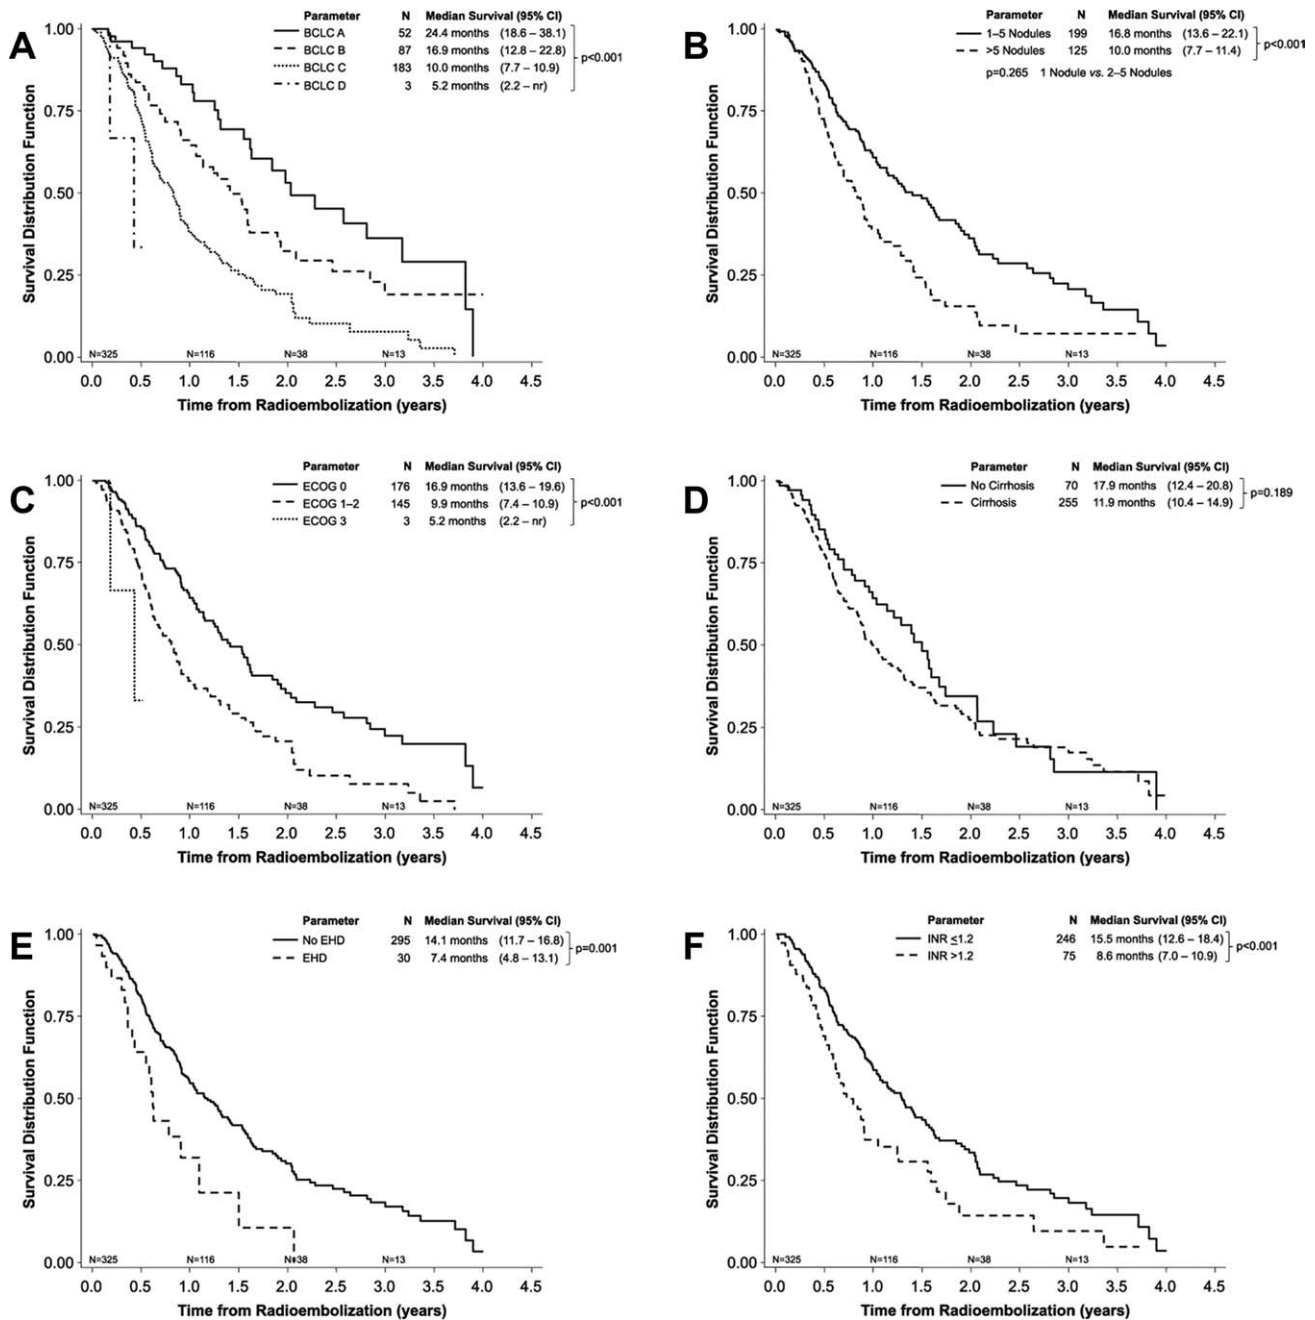 A
Parameter N Median Survival (95% CI)
BCLC A 52 24.4 months (18.6 – 38.1)
BCLC B 87 16.9 months (12.8 – 22.8)
BCLC C 183 10.0 months (7.7 – 10.9)
BCLC D 3 5.2 months (2.2 – nr)
p<0.001
Survival Distribution Function
1.00
0.75
0.50
0.25
0.00
N=325 N=116 N=38 N=13
0.0 0.5 1.0 1.5 2.0 2.5 3.0 3.5 4.0 4.5
Time from Radioembolization (years)
B
Parameter N Median Survival (95% CI)
1–5 Nodules 199 16.8 months (13.6 – 22.1)
>5 Nodules 125 10.0 months (7.7 – 11.4)
p<0.001
p=0.265 1 Nodule vs. 2–5 Nodules
Survival Distribution Function
1.00
0.75
0.50
0.25
0.00
N=325 N=116 N=38 N=13
0.0 0.5 1.0 1.5 2.0 2.5 3.0 3.5 4.0 4.5
Time from Radioembolization (years)
C
Parameter N Median Survival (95% CI)
ECOG 0 176 16.9 months (13.6 – 19.6)
ECOG 1–2 145 9.9 months (7.4 – 10.9)
ECOG 3 3 5.2 months (2.2 – nr)
p<0.001
Survival Distribution Function
1.00
0.75
0.50
0.25
0.00
N=325 N=116 N=38 N=13
0.0 0.5 1.0 1.5 2.0 2.5 3.0 3.5 4.0 4.5
Time from Radioembolization (years)
D
Parameter N Median Survival (95% CI)
No Cirrhosis 70 17.9 months (12.4 – 20.8)
Cirrhosis 255 11.9 months (10.4 – 14.9)
p=0.189
Survival Distribution Function
1.00
0.75
0.50
0.25
0.00
N=325 N=116 N=38 N=13
0.0 0.5 1.0 1.5 2.0 2.5 3.0 3.5 4.0 4.5
Time from Radioembolization (years)
E
Parameter N Median Survival (95% CI)
No EHD 295 14.1 months (11.7 – 16.8)
EHD 30 7.4 months (4.8 – 13.1)
p=0.001
Survival Distribution Function
1.00
0.75
0.50
0.25
0.00
N=325 N=116 N=38 N=13
0.0 0.5 1.0 1.5 2.0 2.5 3.0 3.5 4.0 4.5
Time from Radioembolization (years)
F
Parameter N Median Survival (95% CI)
INR ≤1.2 246 15.5 months (12.6 – 18.4)
INR >1.2 75 8.6 months (7.0 – 10.9)
p<0.001
Survival Distribution Function
1.00
0.75
0.50
0.25
0.00
N=325 N=116 N=38 N=13
0.0 0.5 1.0 1.5 2.0 2.5 3.0 3.5 4.0 4.5
Time from Radioembolization (years)